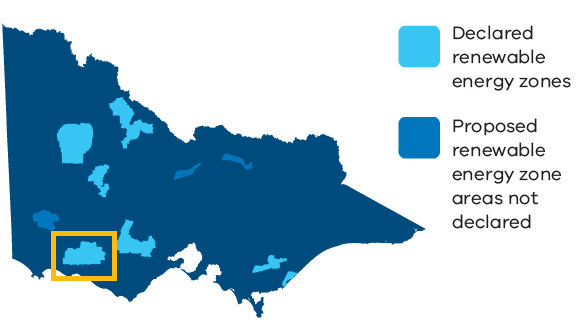 Declared
renewable
energy zones
Proposed
renewable
energy zone
areas not
declared